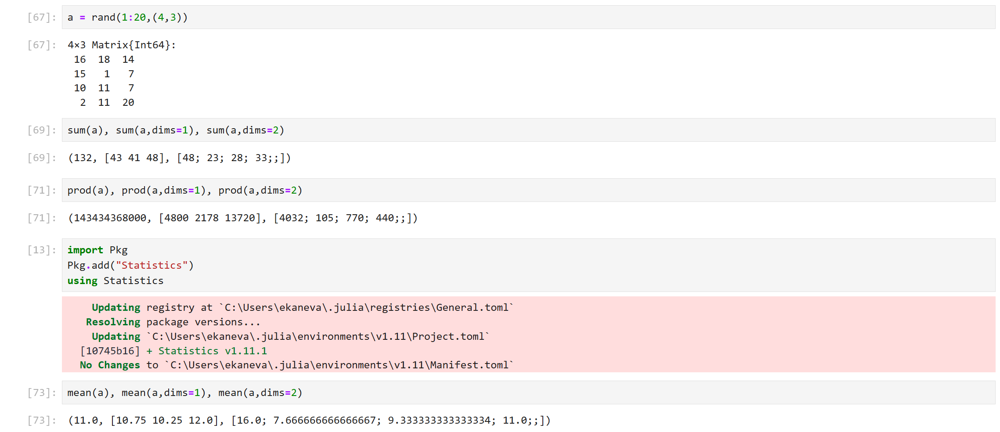 [67]: a = rand(1:20,(4,3))
[67]: 4×3 Matrix{Int64}:
 16  18  14
 15   1   7
 10  11   7
  2  11  20
[69]: sum(a), sum(a,dims=1), sum(a,dims=2)
[69]: (132, [43 41 48], [48; 23; 28; 33;;])
[71]: prod(a), prod(a,dims=1), prod(a,dims=2)
[71]: (143434368000, [4800 2178 13720], [4032; 105; 770; 440;;])
[13]: import Pkg
Pkg.add("Statistics")
using Statistics
    Updating registry at `C:\Users\ekaneva\.julia\registries\General.toml`
   Resolving package versions...
    Updating `C:\Users\ekaneva\.julia\environments\v1.11\Project.toml`
  [10745b16] + Statistics v1.11.1
  No Changes to `C:\Users\ekaneva\.julia\environments\v1.11\Manifest.toml`
[73]: mean(a), mean(a,dims=1), mean(a,dims=2)
[73]: (11.0, [10.75 10.25 12.0], [16.0; 7.666666666666667; 9.333333333333334; 11.0;;])